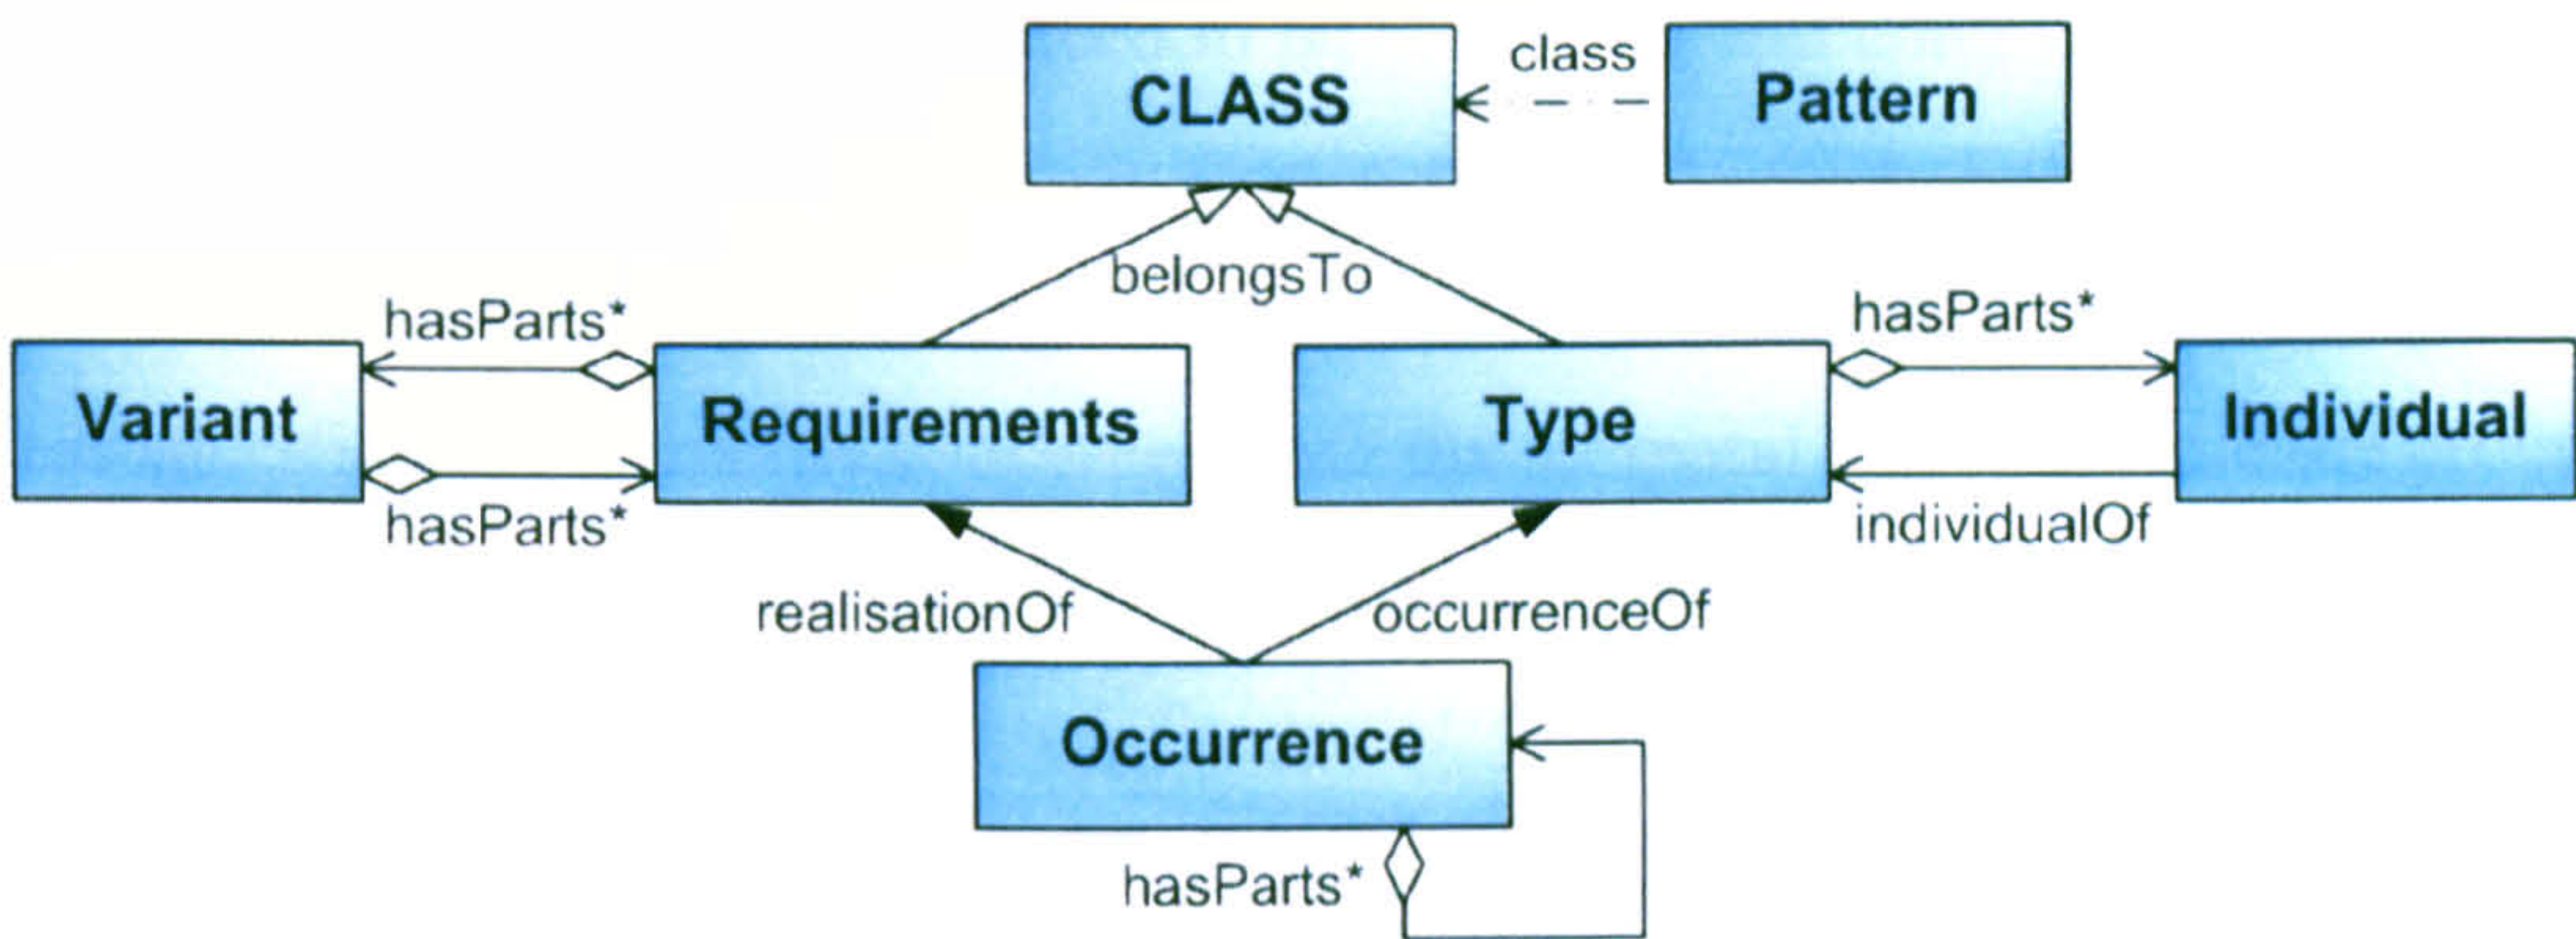 class
CLASS
Pattern
belongsTo
hasParts*
hasParts*
Variant
Requirements
Type
Individual
hasParts*
individualOf
realisationOf
occurrenceOf
Occurrence
hasParts*